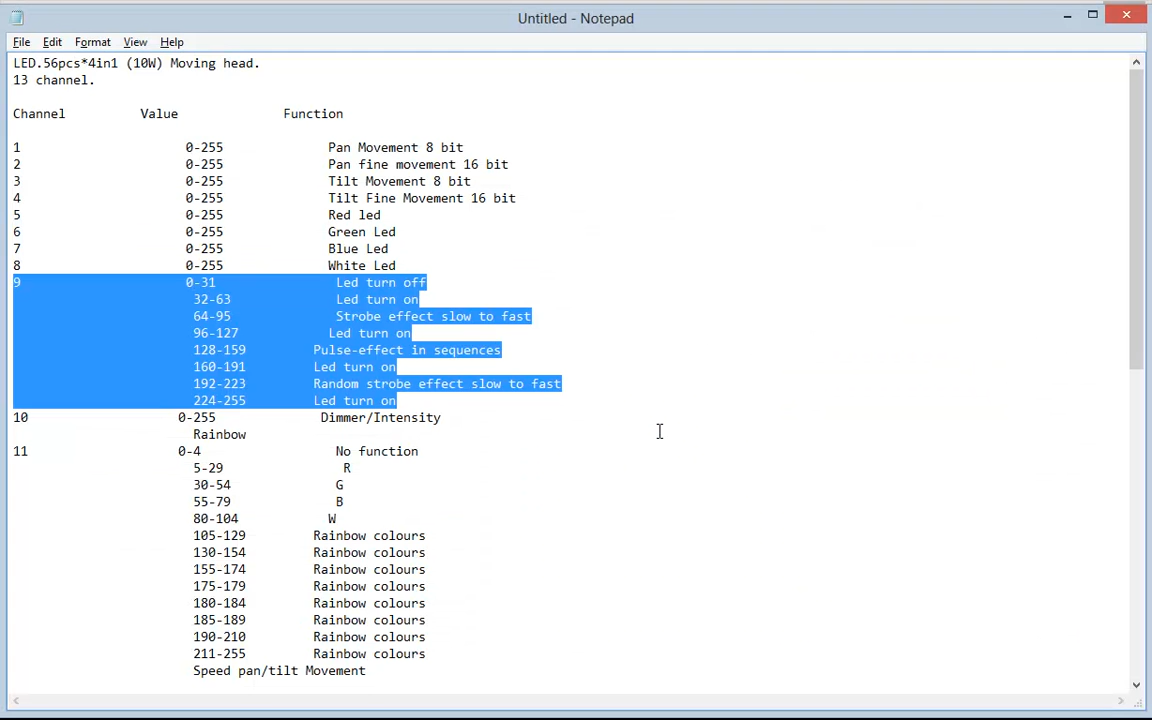 Untitled - Notepad
File Edit Format View Help
LED.56pcs*4in1 (10W) Moving head.
13 channel.
Channel Value Function
1 0-255 Pan Movement 8 bit
2 0-255 Pan fine movement 16 bit
3 0-255 Tilt Movement 8 bit
4 0-255 Tilt Fine Movement 16 bit
5 0-255 Red led
6 0-255 Green Led
7 0-255 Blue Led
8 0-255 White Led
9 0-31 Led turn off
32-63 Led turn on
64-95 Strobe effect slow to fast
96-127 Led turn on
128-159 Pulse-effect in sequences
160-191 Led turn on
192-223 Random strobe effect slow to fast
224-255 Led turn on
10 0-255 Dimmer/Intensity
Rainbow
11 0-4 No function
5-29 R
30-54 G
55-79 B
80-104 W
105-129 Rainbow colours
130-154 Rainbow colours
155-174 Rainbow colours
175-179 Rainbow colours
180-184 Rainbow colours
185-189 Rainbow colours
190-210 Rainbow colours
211-255 Rainbow colours
Speed pan/tilt Movement